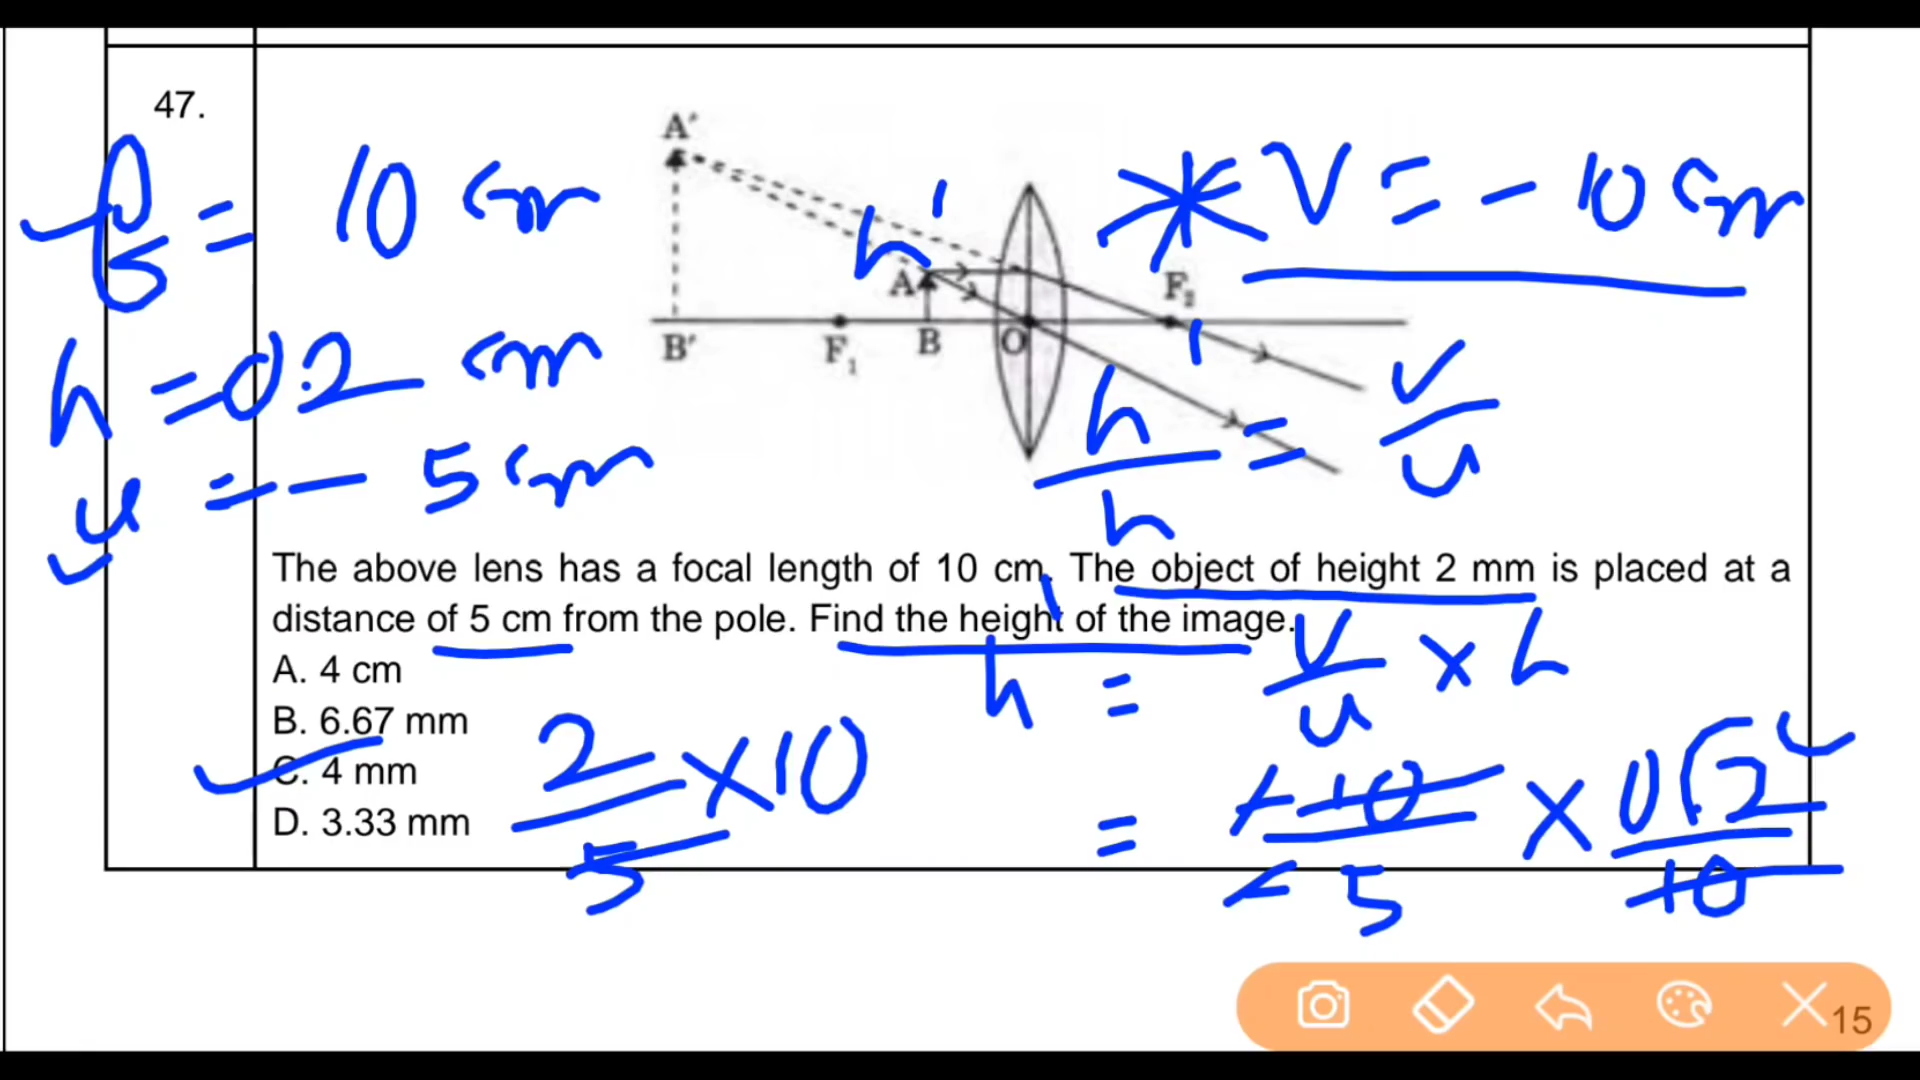 47.
A'
f = 10 cm
h'
* V = - 10 cm
A
F2
B'
F1
B
O
h = 0.2 cm
u = - 5 cm
h' / h = v / u
The above lens has a focal length of 10 cm. The object of height 2 mm is placed at a
distance of 5 cm from the pole. Find the height of the image.
A. 4 cm
B. 6.67 mm
C. 4 mm
D. 3.33 mm
h' = v / u × h
2 / 5 × 10
= -10 / -5 × 0.2 / 10
15